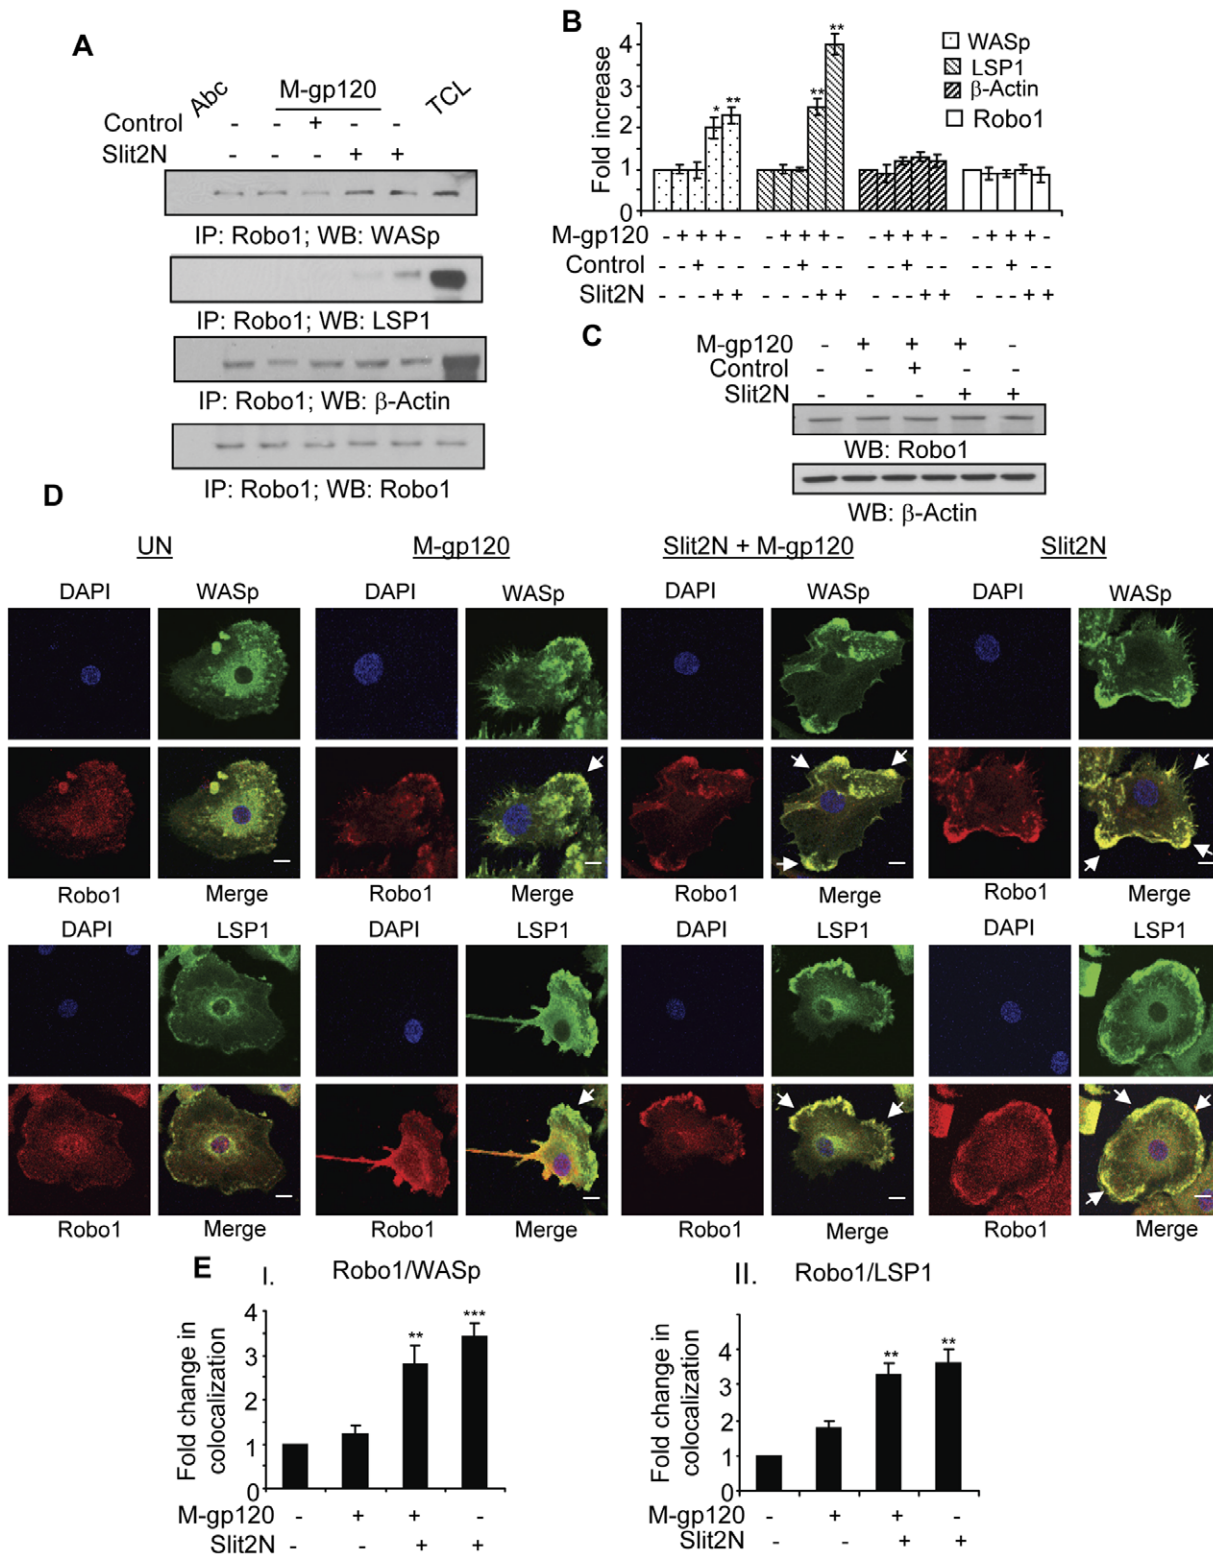 A
Abc
M-gp120
TCL
Control - - + - -
Slit2N - - - + +
IP: Robo1; WB: WASp
IP: Robo1; WB: LSP1
IP: Robo1; WB: β-Actin
IP: Robo1; WB: Robo1
B
Fold increase
4
3
2
1
0
* ** ** **
WASp
LSP1
β-Actin
Robo1
M-gp120 - + + + - - + + + - - + + + - - + + + -
Control - - + - - - - + - - - - + - - - - + - -
Slit2N - - - + + - - - + + - - - + + - - - + +
C
M-gp120 - + + + -
Control - - + - -
Slit2N - - - + +
WB: Robo1
WB: β-Actin
D
UN M-gp120 Slit2N + M-gp120 Slit2N
DAPI WASp DAPI WASp DAPI WASp DAPI WASp
Robo1 Merge Robo1 Merge Robo1 Merge Robo1 Merge
DAPI LSP1 DAPI LSP1 DAPI LSP1 DAPI LSP1
Robo1 Merge Robo1 Merge Robo1 Merge Robo1 Merge
E
I. Robo1/WASp
Fold change in
colocalization
4
3
2
1
0
** ***
M-gp120 - + + -
Slit2N - - + +
II. Robo1/LSP1
Fold change in
colocalization
4
3
2
1
0
** **
M-gp120 - + + -
Slit2N - - + +